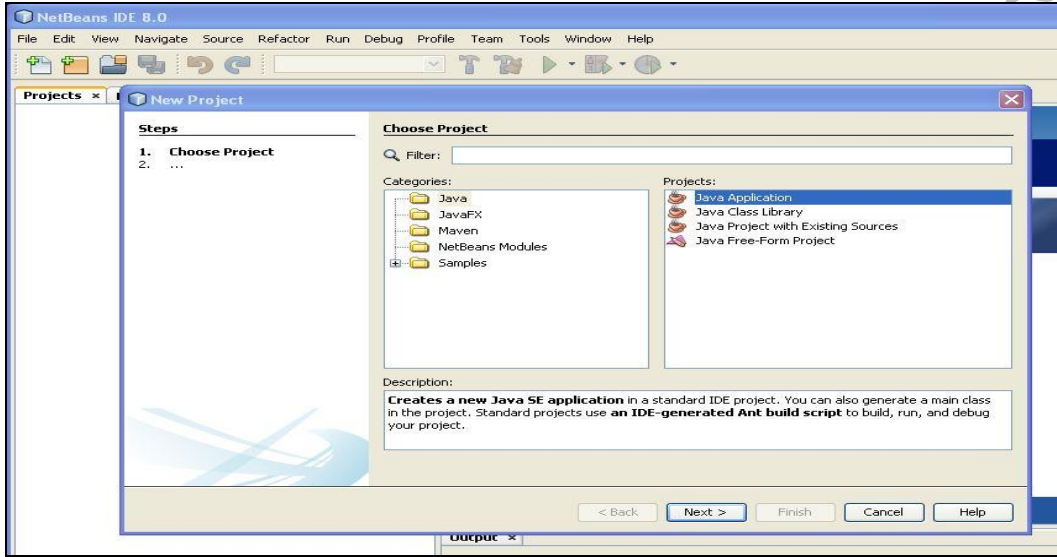 NetBeans IDE 8.0
File Edit View Navigate Source Refactor Run Debug Profile Team Tools Window Help
Projects ×
New Project
Steps
1. Choose Project
2. ...
Choose Project
Filter:
Categories:
Java
JavaFX
Maven
NetBeans Modules
Samples
Projects:
Java Application
Java Class Library
Java Project with Existing Sources
Java Free-Form Project
Description:
Creates a new Java SE application in a standard IDE project. You can also generate a main class
in the project. Standard projects use an IDE-generated Ant build script to build, run, and debug
your project.
< Back Next > Finish Cancel Help
Output ×